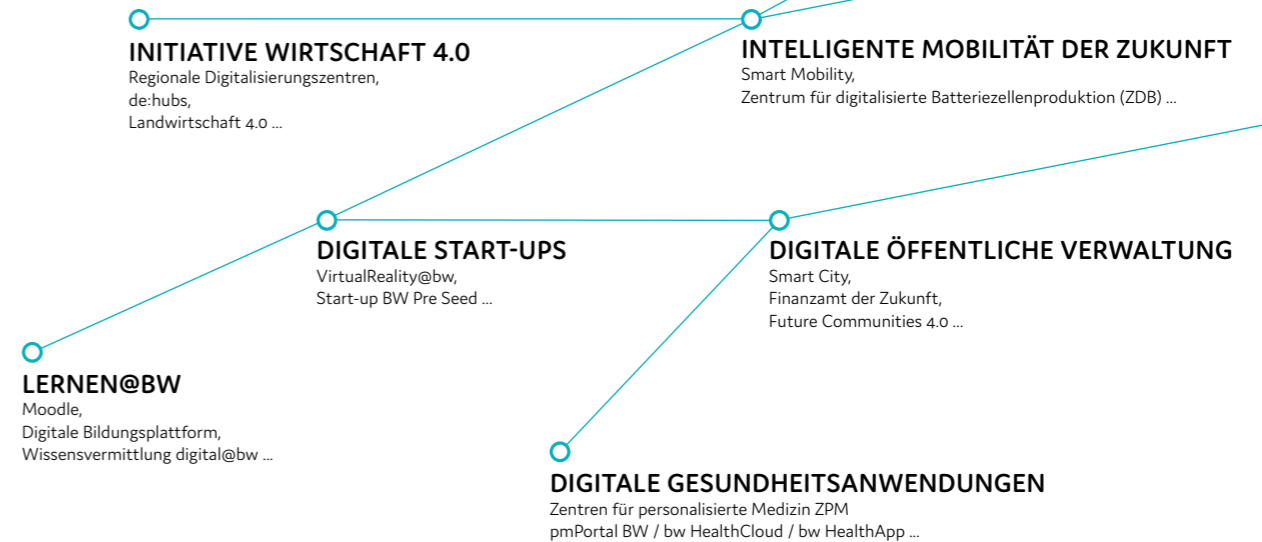 INITIATIVE WIRTSCHAFT 4.0
Regionale Digitalisierungszentren,
de:hubs,
Landwirtschaft 4.0 ...
INTELLIGENTE MOBILITÄT DER ZUKUNFT
Smart Mobility,
Zentrum für digitalisierte Batteriezellenproduktion (ZDB) ...
DIGITALE START-UPS
VirtualReality@bw,
Start-up BW Pre Seed ...
DIGITALE ÖFFENTLICHE VERWALTUNG
Smart City,
Finanzamt der Zukunft,
Future Communities 4.0 ...
LERNEN@BW
Moodle,
Digitale Bildungsplattform,
Wissensvermittlung digital@bw ...
DIGITALE GESUNDHEITSANWENDUNGEN
Zentren für personalisierte Medizin ZPM
pmPortal BW / bw HealthCloud / bw HealthApp ...